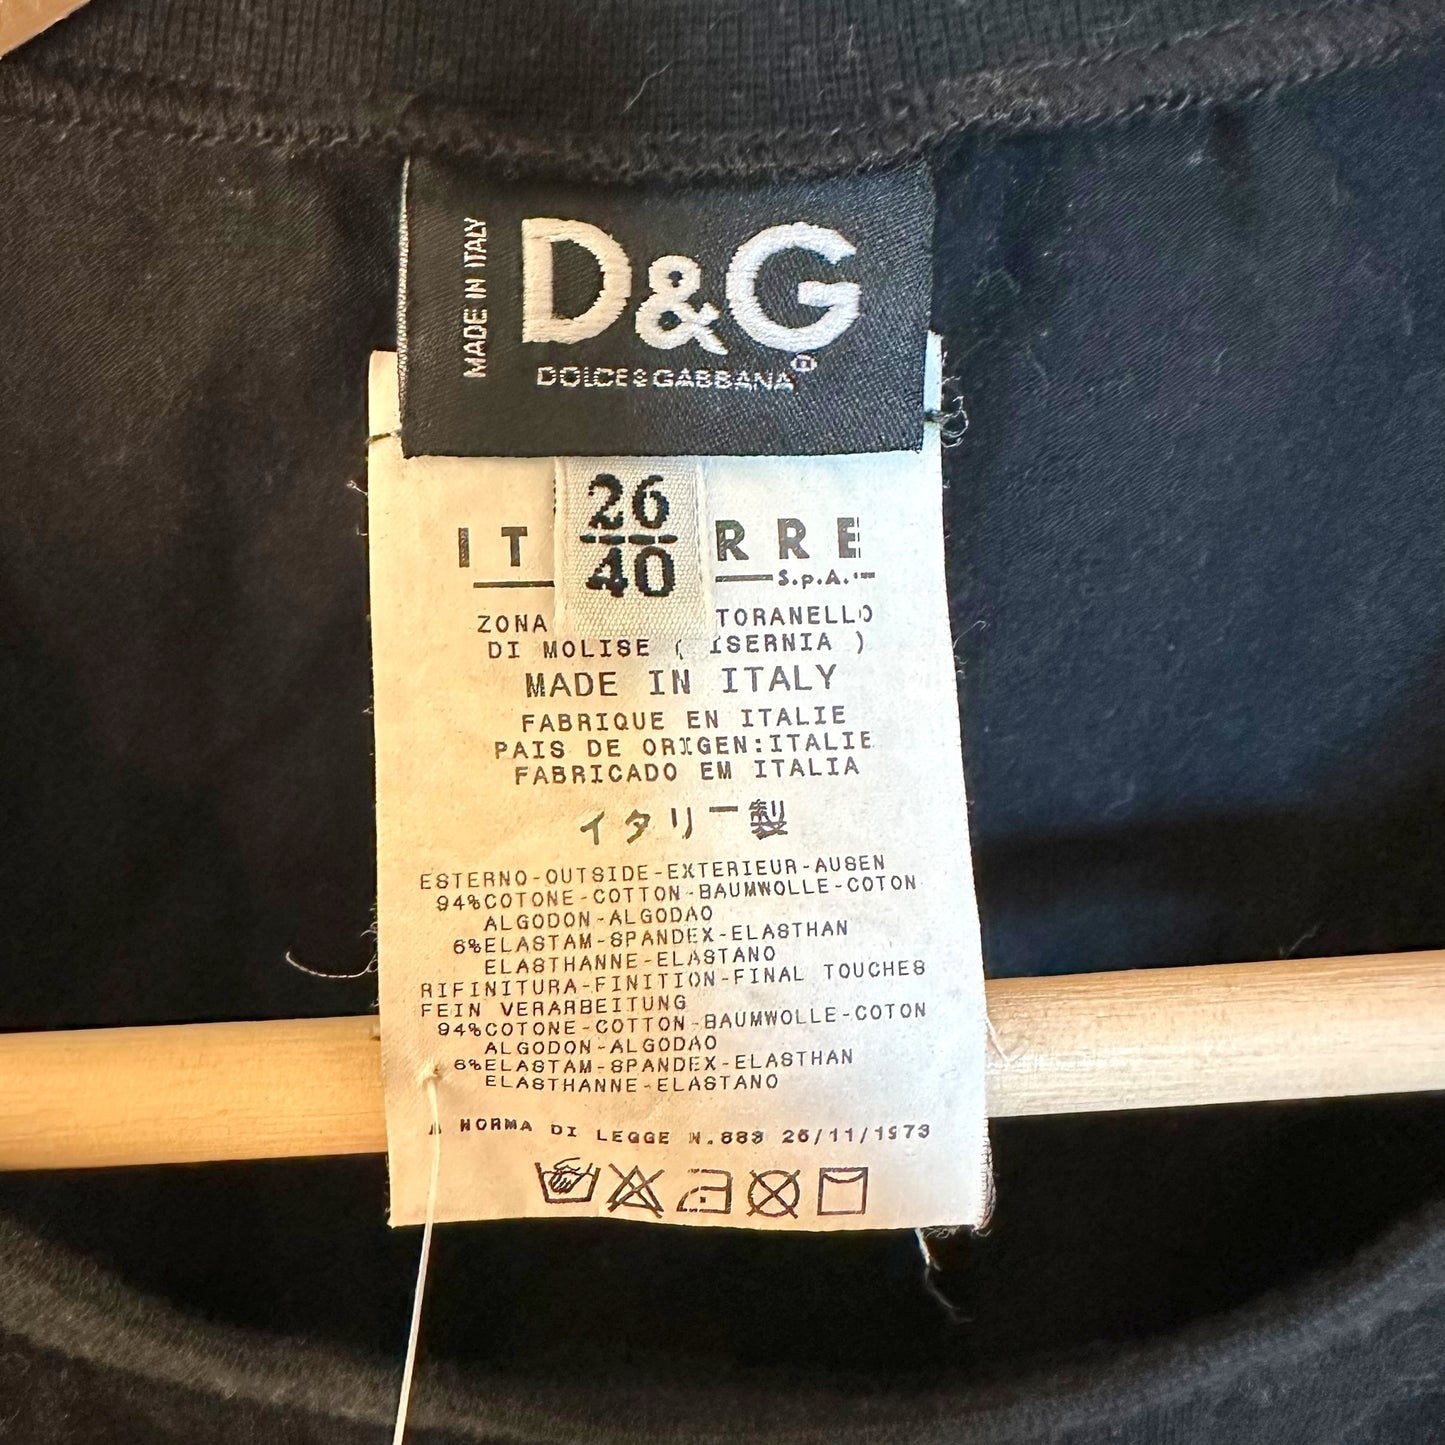 MADE IN ITALY
D&G
DOLCE&GABBANA
26
40
IT RRE
S.p.A.
ZONA TORANELLO
DI MOLISE ( ISERNIA )
MADE IN ITALY
FABRIQUE EN ITALIE
PAIS DE ORIGEN:ITALIE
FABRICADO EM ITALIA
イタリー製
ESTERNO-OUTSIDE-EXTERIEUR-AUSEN
94%COTONE-COTTON-BAUMWOLLE-COTON
ALGODON-ALGODAO
6%ELASTAM-SPANDEX-ELASTHAN
ELASTHANNE-ELASTANO
RIFINITURA-FINITION-FINAL TOUCHES
FEIN VERARBEITUNG
94%COTONE-COTTON-BAUMWOLLE-COTON
ALGODON-ALGODAO
6%ELASTAM-SPANDEX-ELASTHAN
ELASTHANNE-ELASTANO
A NORMA DI LEGGE N.883 26/11/1973